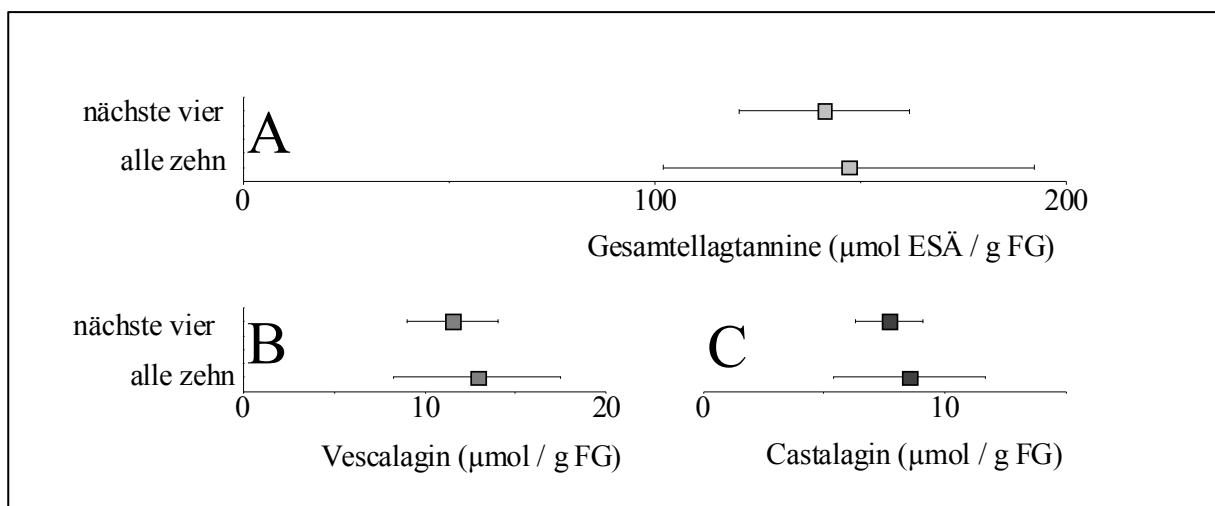 nächste vier
A
alle zehn
0 100 200
Gesamtellagtannine (µmol ESÄ / g FG)
nächste vier
B C
alle zehn
0 10 20 0 10
Vescalagin (µmol / g FG) Castalagin (µmol / g FG)